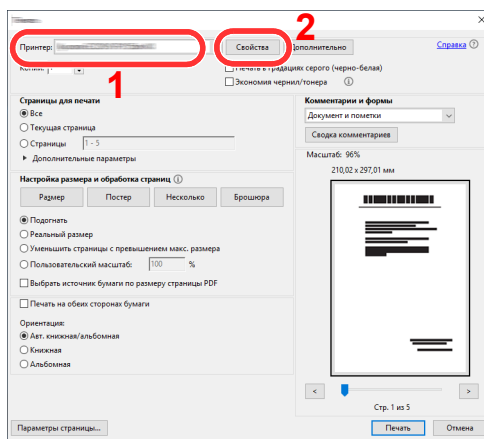 2
Принтер:
Свойства
Дополнительно
Справка
1
Копии: 1
Печать в градациях серого (черно-белая)
Экономия чернил/тонера
Страницы для печати
Все
Текущая страница
Страницы
1 - 5
Дополнительные параметры
Комментарии и формы
Документ и пометки
Сводка комментариев
Масштаб: 96%
210,02 x 297,01 мм
Настройка размера и обработка страниц
Размер
Постер
Несколько
Брошюра
Подогнать
Реальный размер
Уменьшить страницы с превышением макс. размера
Пользовательский масштаб:
100
%
Выбрать источник бумаги по размеру страницы PDF
Печать на обеих сторонах бумаги
Ориентация:
Авт. книжная/альбомная
Книжная
Альбомная
<
>
Стр. 1 из 5
Параметры страницы...
Печать
Отмена